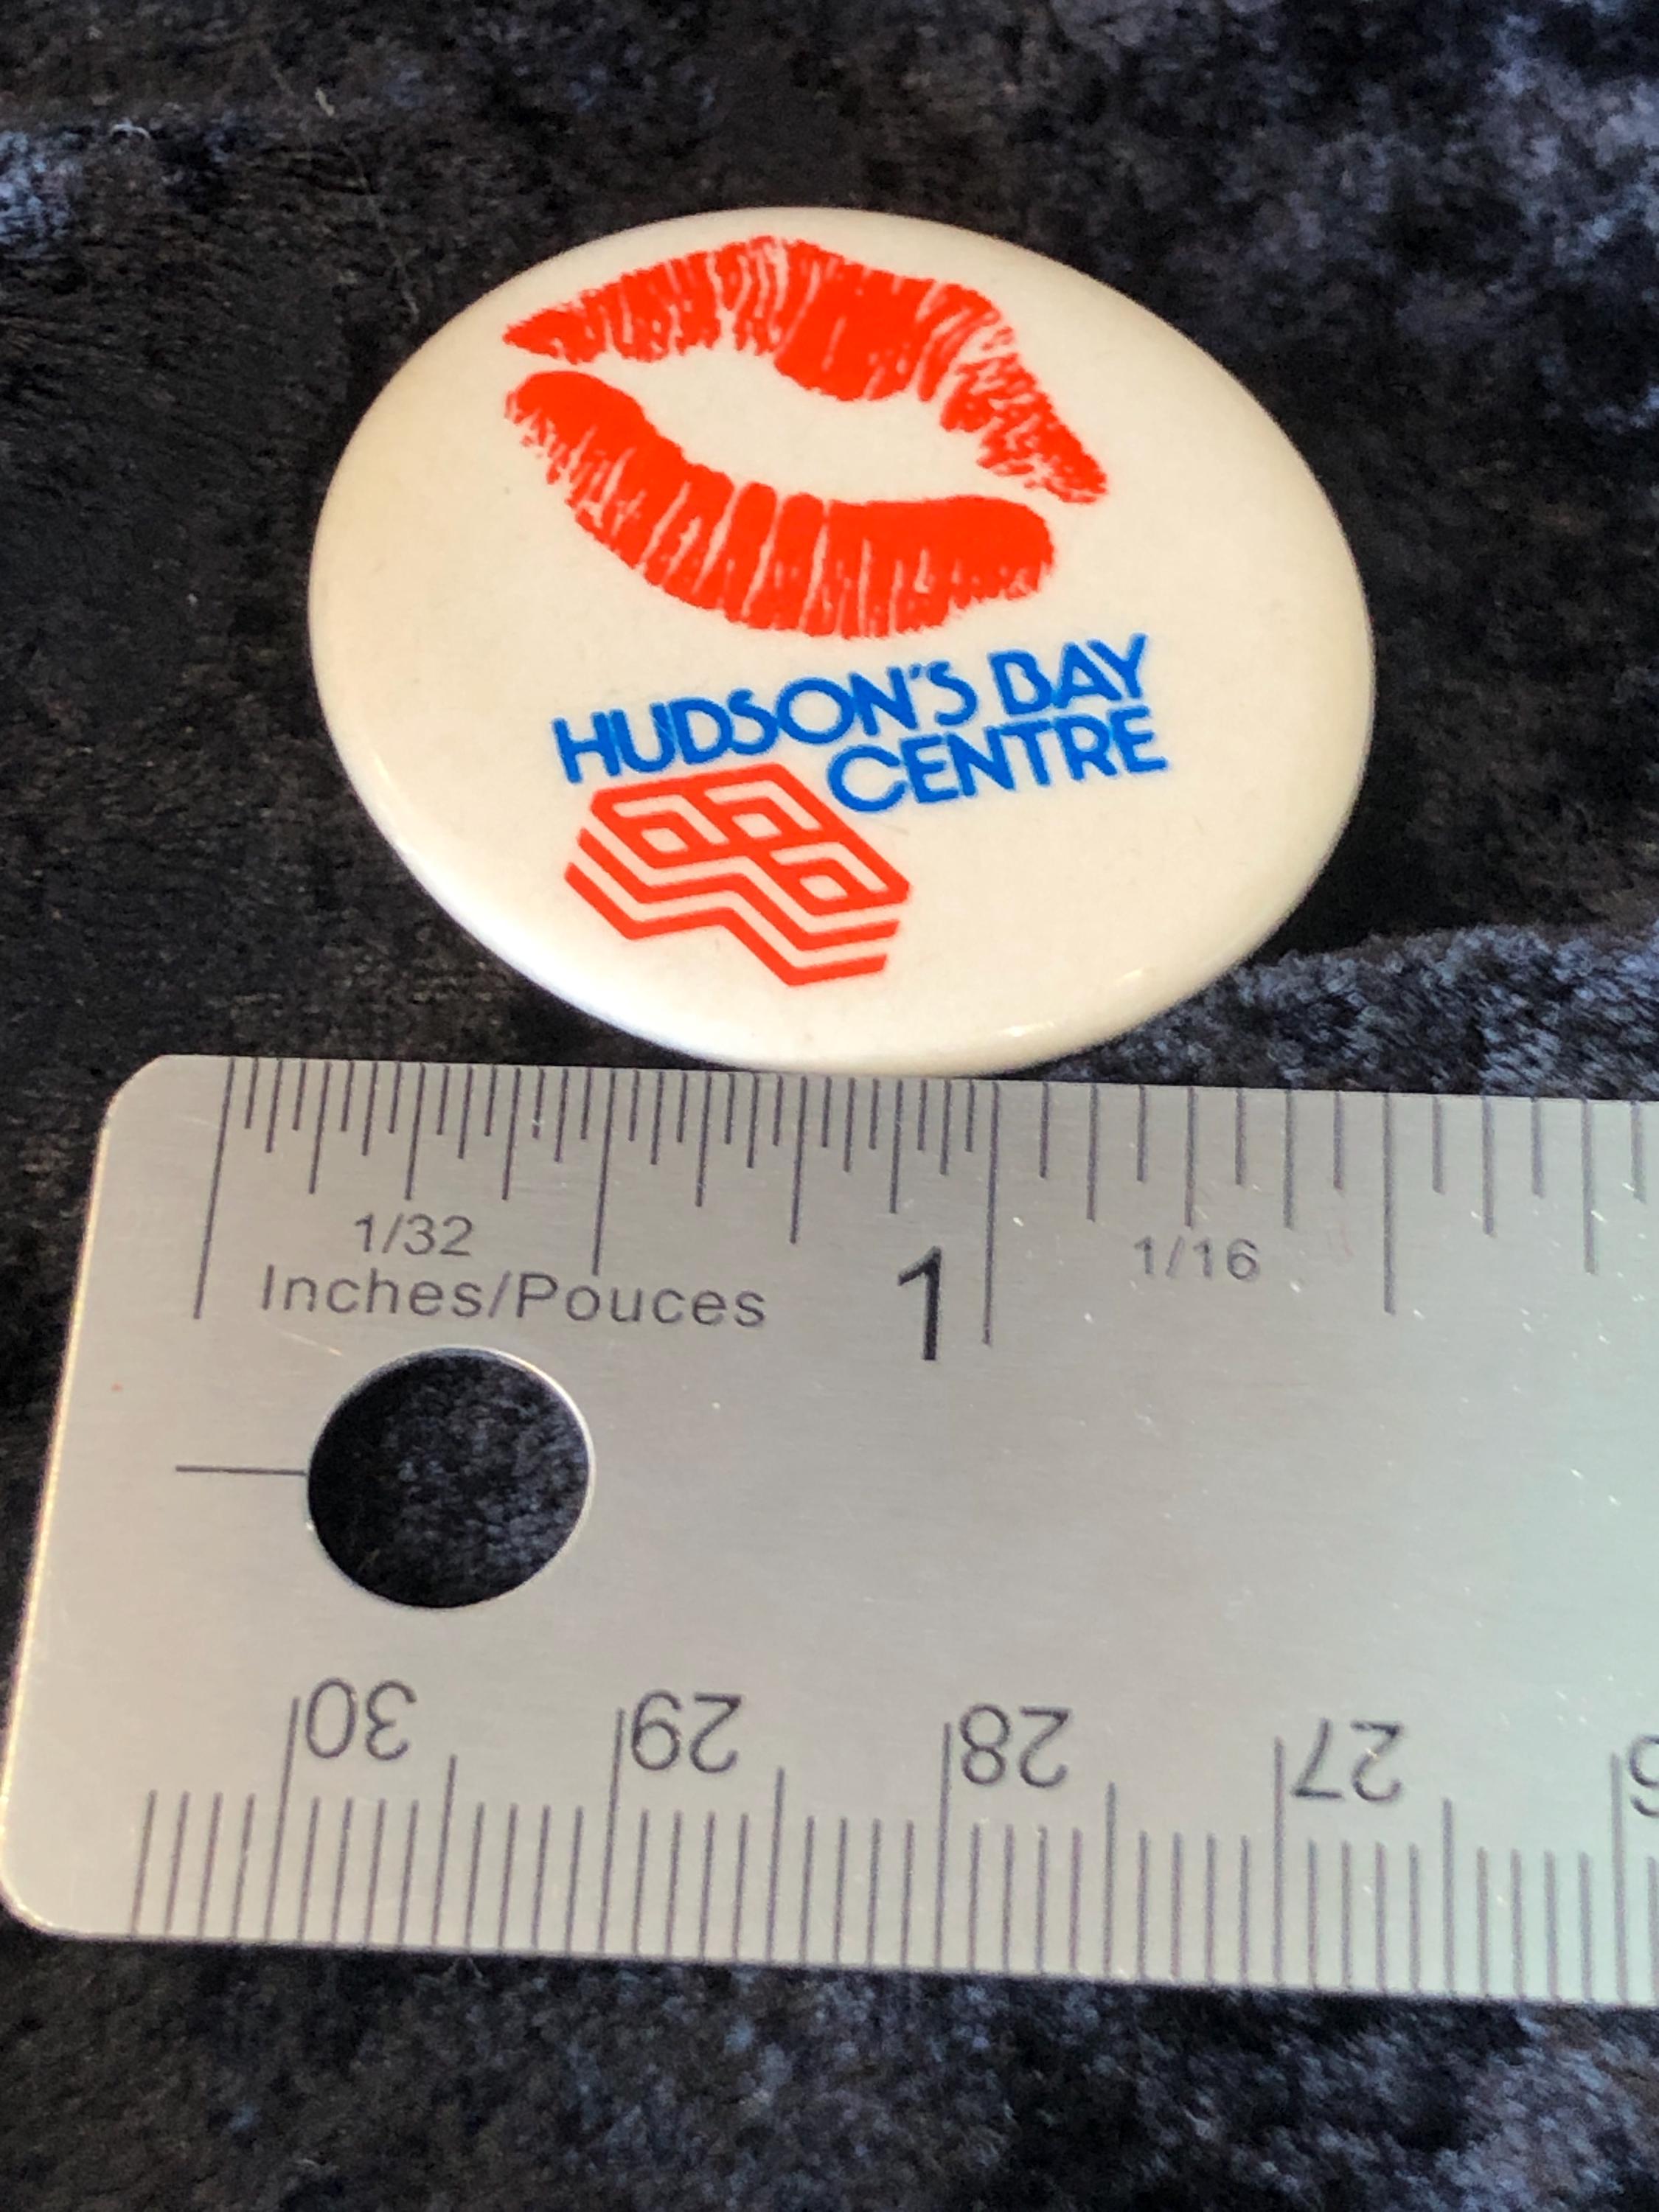 HUDSON'S BAY
CENTRE
1/32
Inches/Pouces
1
1/16
30
29
28
27